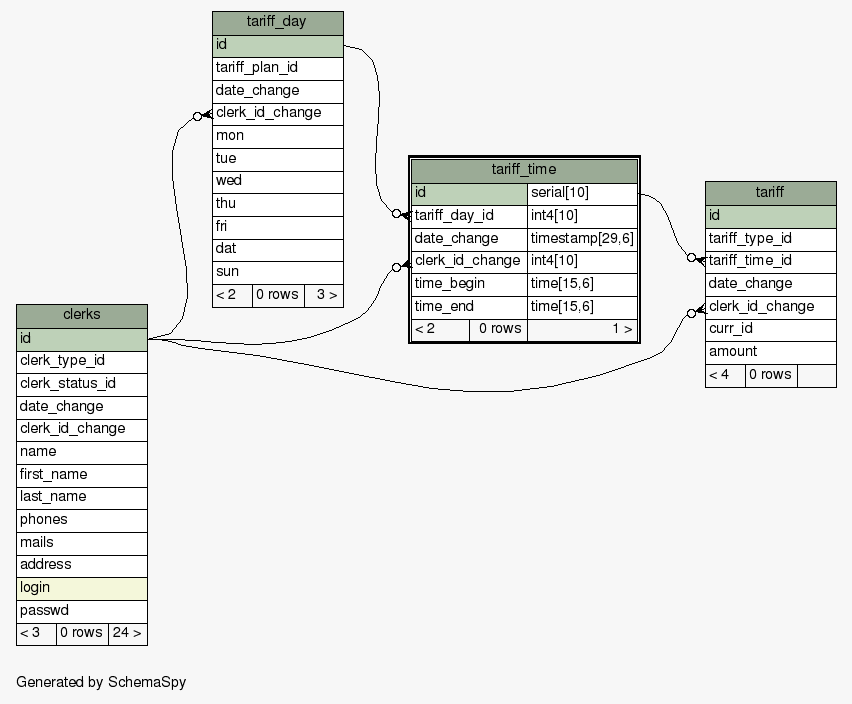 tariff_day
id
tariff_plan_id
date_change
clerk_id_change
mon
tue
wed
thu
fri
dat
sun
< 2 0 rows 3 >
tariff_time
id serial[10]
tariff_day_id int4[10]
date_change timestamp[29,6]
clerk_id_change int4[10]
time_begin time[15,6]
time_end time[15,6]
< 2 0 rows 1 >
tariff
id
tariff_type_id
tariff_time_id
date_change
clerk_id_change
curr_id
amount
< 4 0 rows
clerks
id
clerk_type_id
clerk_status_id
date_change
clerk_id_change
name
first_name
last_name
phones
mails
address
login
passwd
< 3 0 rows 24 >
Generated by SchemaSpy